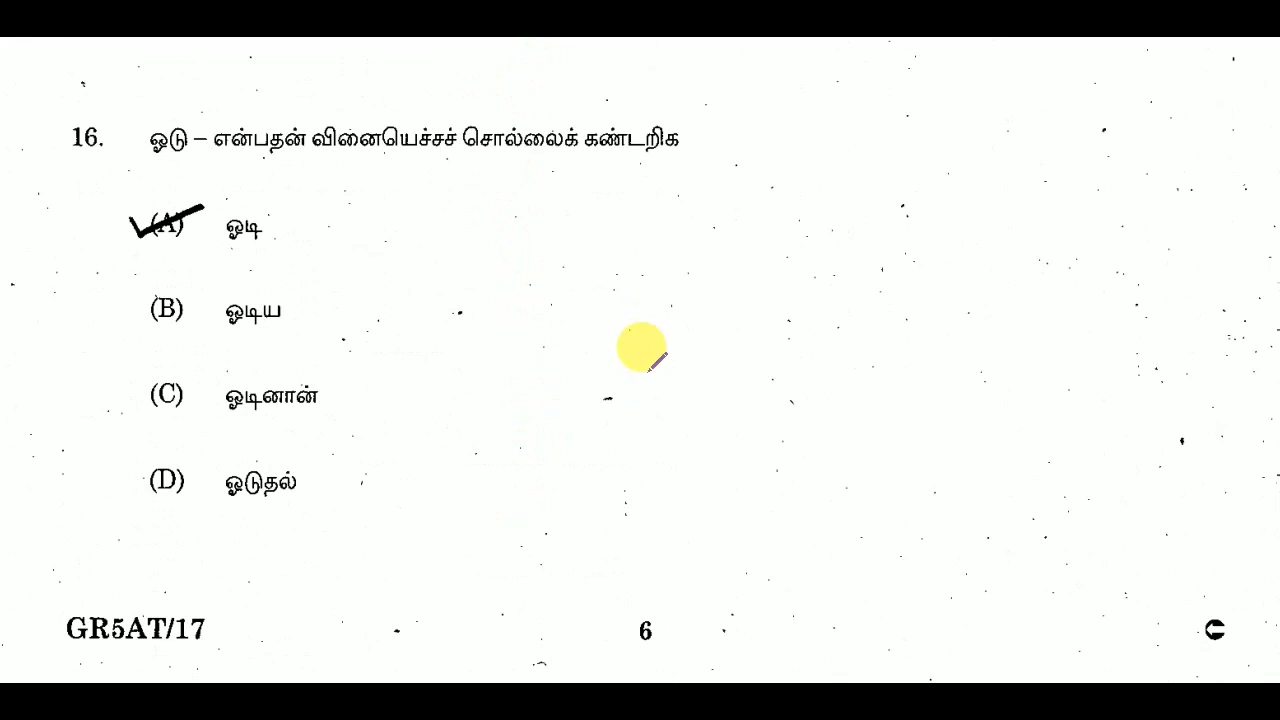 16. ஓடு – என்பதன் வினையெச்சச் சொல்லைக் கண்டறிக
(A) ஓடி
(B) ஓடிய
(C) ஓடினான்
(D) ஓடுதல்
GR5AT/17 6